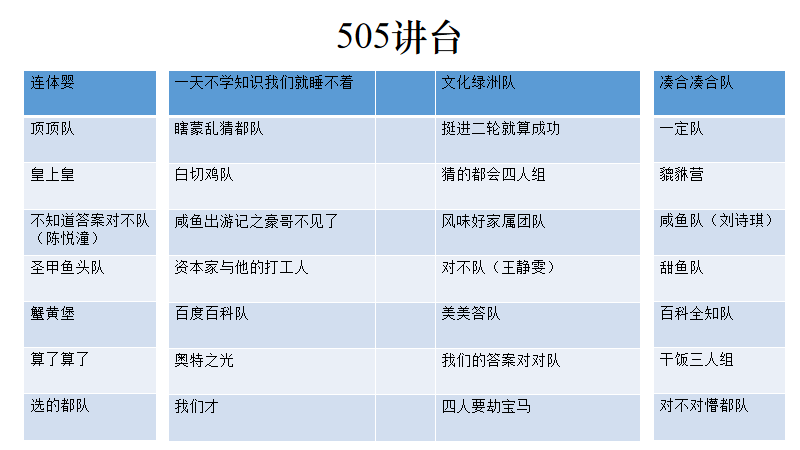 505讲台
连体婴
一天不学知识我们就睡不着
文化绿洲队
凑合凑合队
顶顶队
瞎蒙乱猜都队
挺进二轮就算成功
一定队
皇上皇
白切鸡队
猜的都会四人组
貔貅营
不知道答案对不队
（陈悦潼）
咸鱼出游记之豪哥不见了
风味好家属团队
咸鱼队（刘诗琪）
圣甲鱼头队
资本家与他的打工人
对不队（王静雯）
甜鱼队
蟹黄堡
百度百科队
美美答队
百科全知队
算了算了
奥特之光
我们的答案对对队
干饭三人组
选的都队
我们才
四人要劫宝马
对不对懵都队